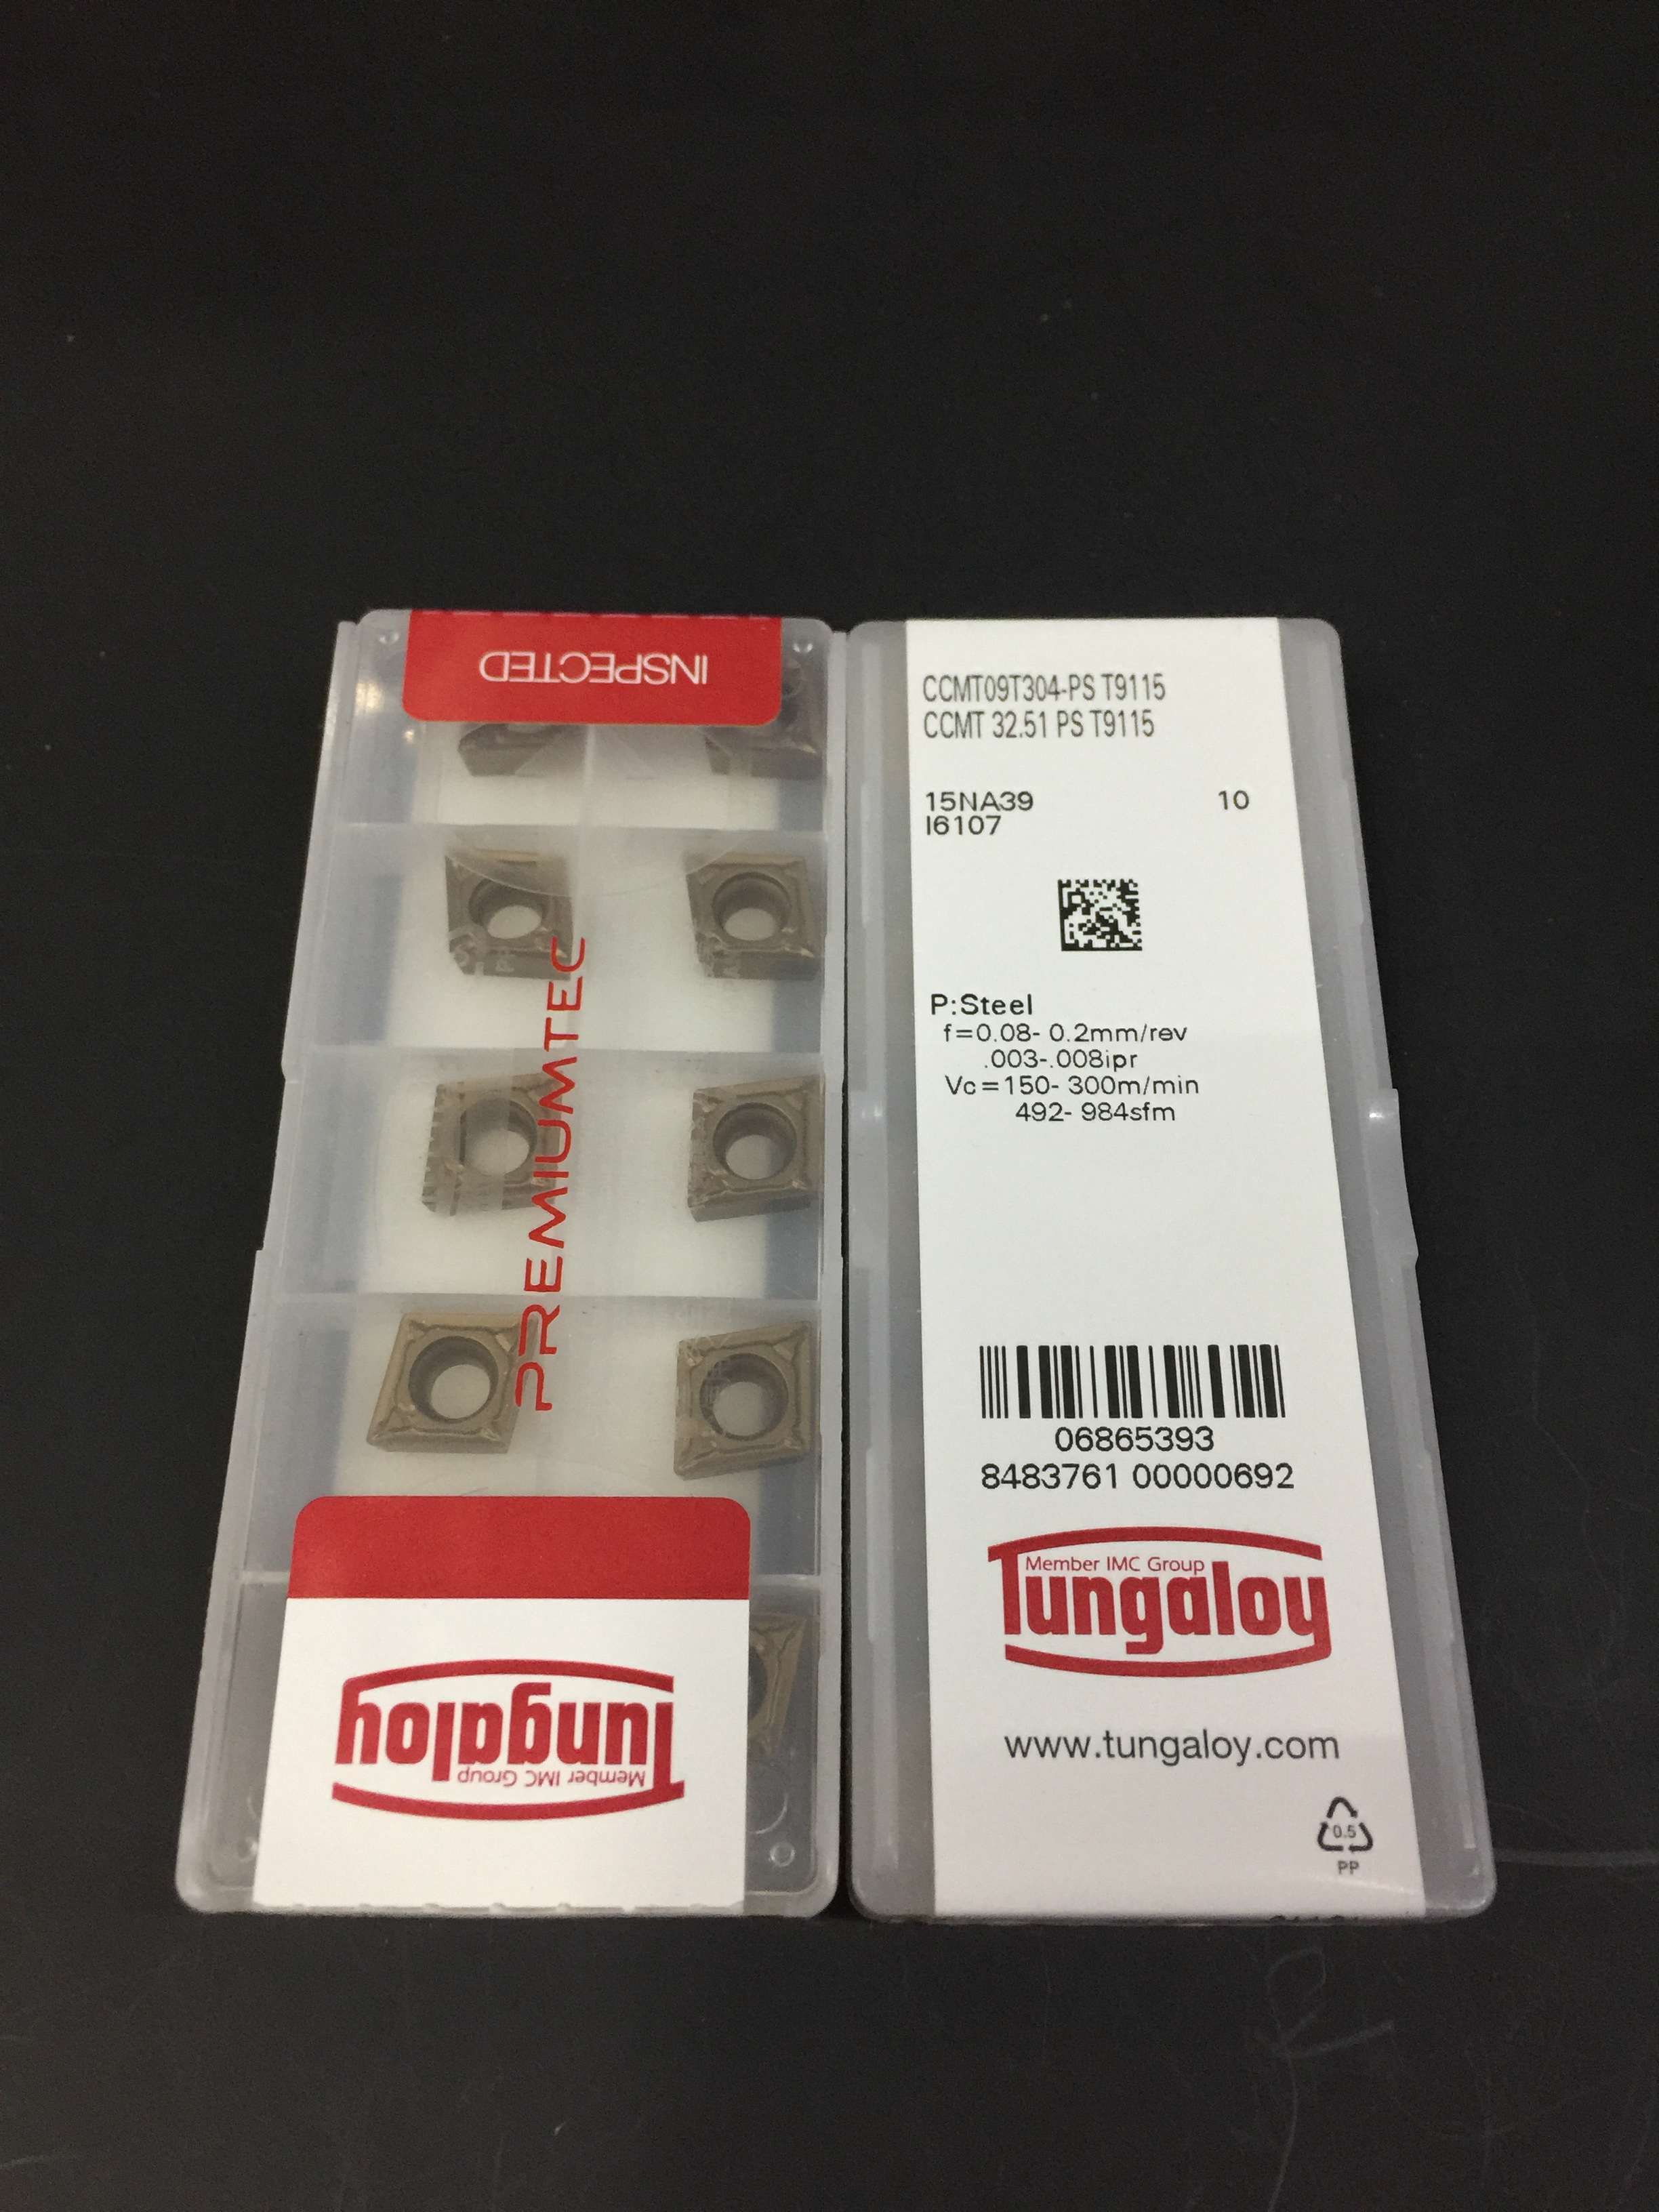 INSPECTED
PREMIUMTEC
Tungaloy
Member IMC Group
CCMT09T304-PS T9115
CCMT 32.51 PS T9115
15NA39 10
I6107
P:Steel
f=0.08- 0.2mm/rev
.003-.008ipr
Vc=150- 300m/min
492- 984sfm
06865393
8483761 00000692
Member IMC Group
Tungaloy
www.tungaloy.com
0.5
PP